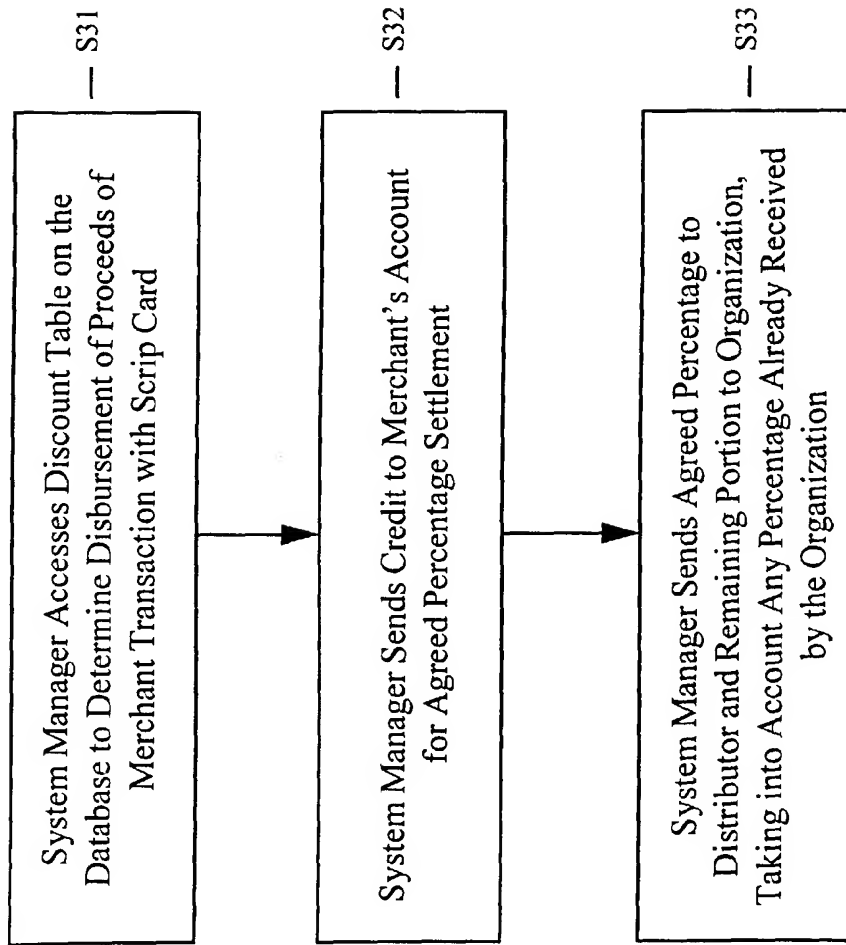 System Manager Accesses Discount Table on the
Database to Determine Disbursement of Proceeds of
Merchant Transaction with Scrip Card
— S31
System Manager Sends Credit to Merchant's Account
for Agreed Percentage Settlement
— S32
System Manager Sends Agreed Percentage to
Distributor and Remaining Portion to Organization,
Taking into Account Any Percentage Already Received
by the Organization
— S33